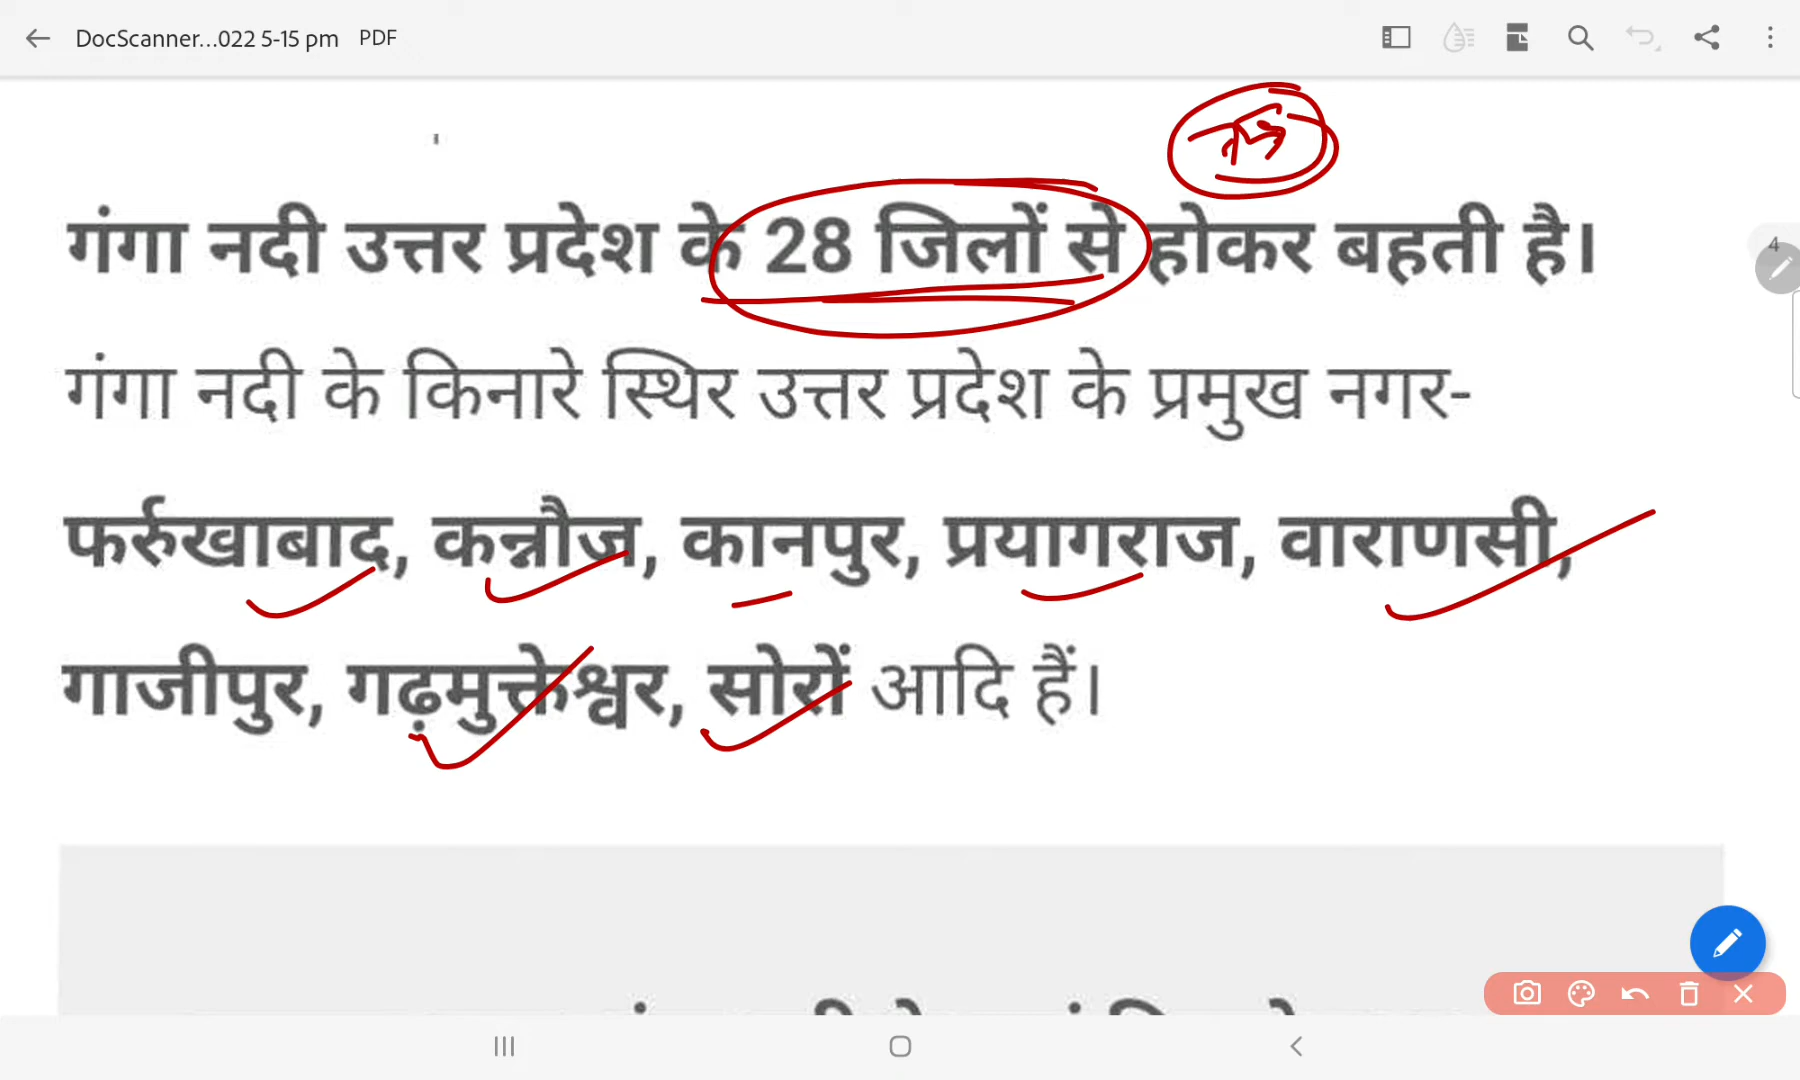 DocScanner...022 5-15 pm PDF
गंगा नदी उत्तर प्रदेश के 28 जिलों से होकर बहती है।
4
गंगा नदी के किनारे स्थिर उत्तर प्रदेश के प्रमुख नगर-
फर्रुखाबाद, कन्नौज, कानपुर, प्रयागराज, वाराणसी,
गाजीपुर, गढ़मुक्तेश्वर, सोरों आदि हैं।